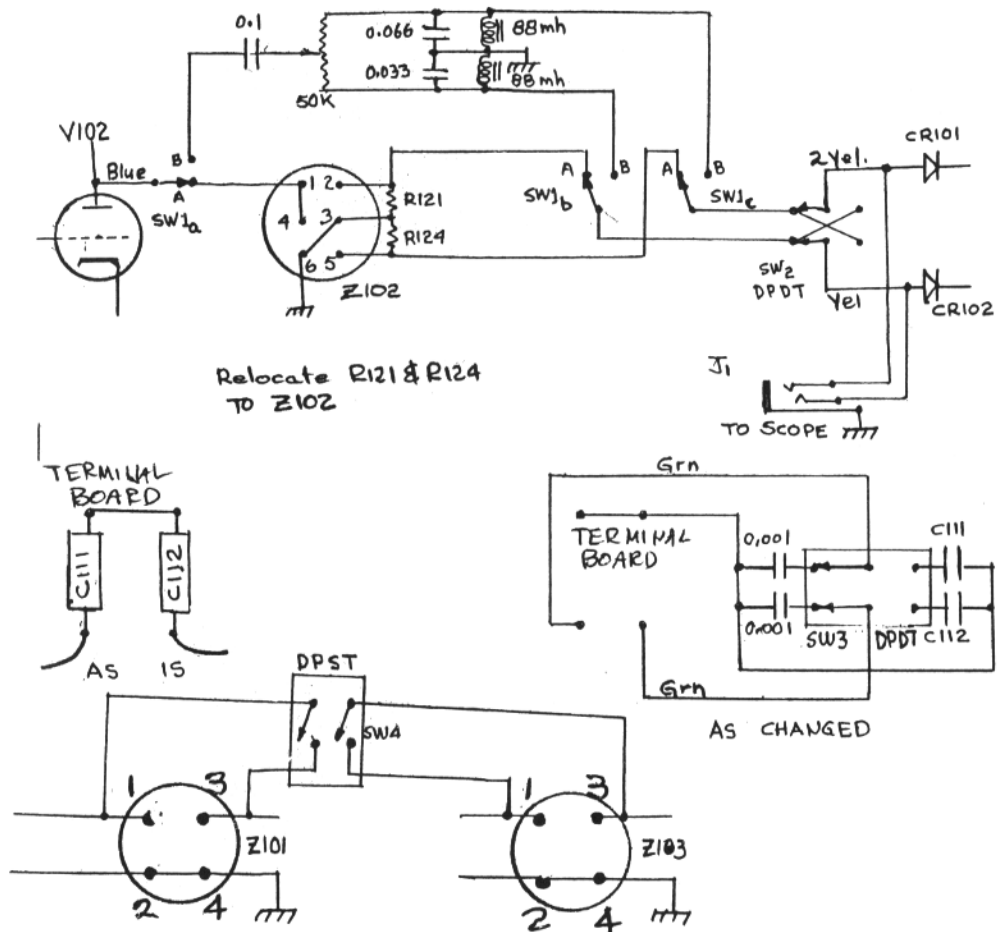 0.1
0.066
88mh
0.033
88mh
50K
V102
Blue
B
A
SW1a
1 2
4 3
6 5
Z102
R121
R124
A
B
SW1b
A
B
SW1c
2Yel.
CR101
SW2
DPDT
Yel
CR102
J1
TO SCOPE
Relocate R121 & R124
TO Z102
TERMINAL
BOARD
C111
C112
AS IS
Grn
TERMINAL
BOARD
0.001
C111
0.001
SW3
DPDT
C112
Grn
AS CHANGED
DPST
SW4
1 3
Z101
2 4
1 3
Z103
2 4